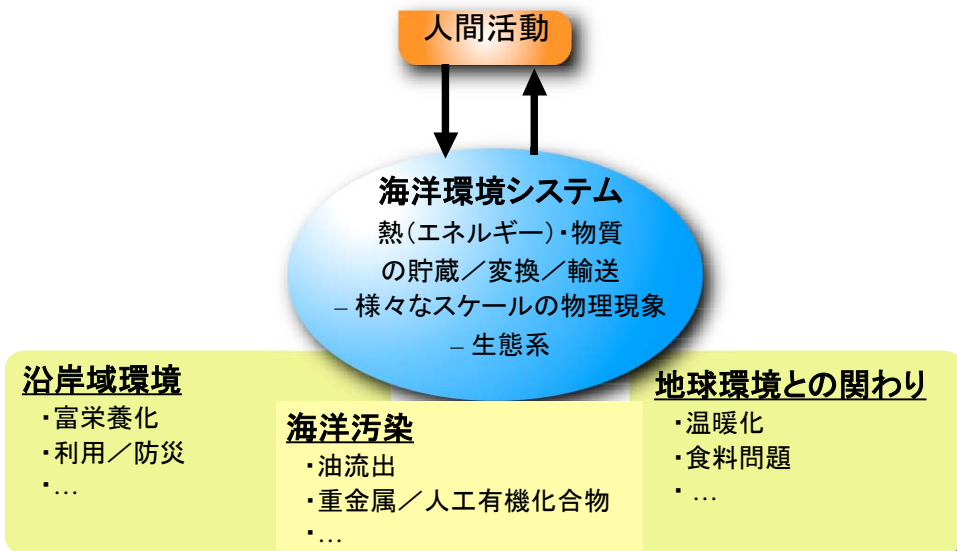 人間活動
海洋環境システム
熱（エネルギー）・物質
の貯蔵／変換／輸送
– 様々なスケールの物理現象
– 生態系
沿岸域環境
・富栄養化
・利用／防災
・…
海洋汚染
・油流出
・重金属／人工有機化合物
・…
地球環境との関わり
・温暖化
・食料問題
・…